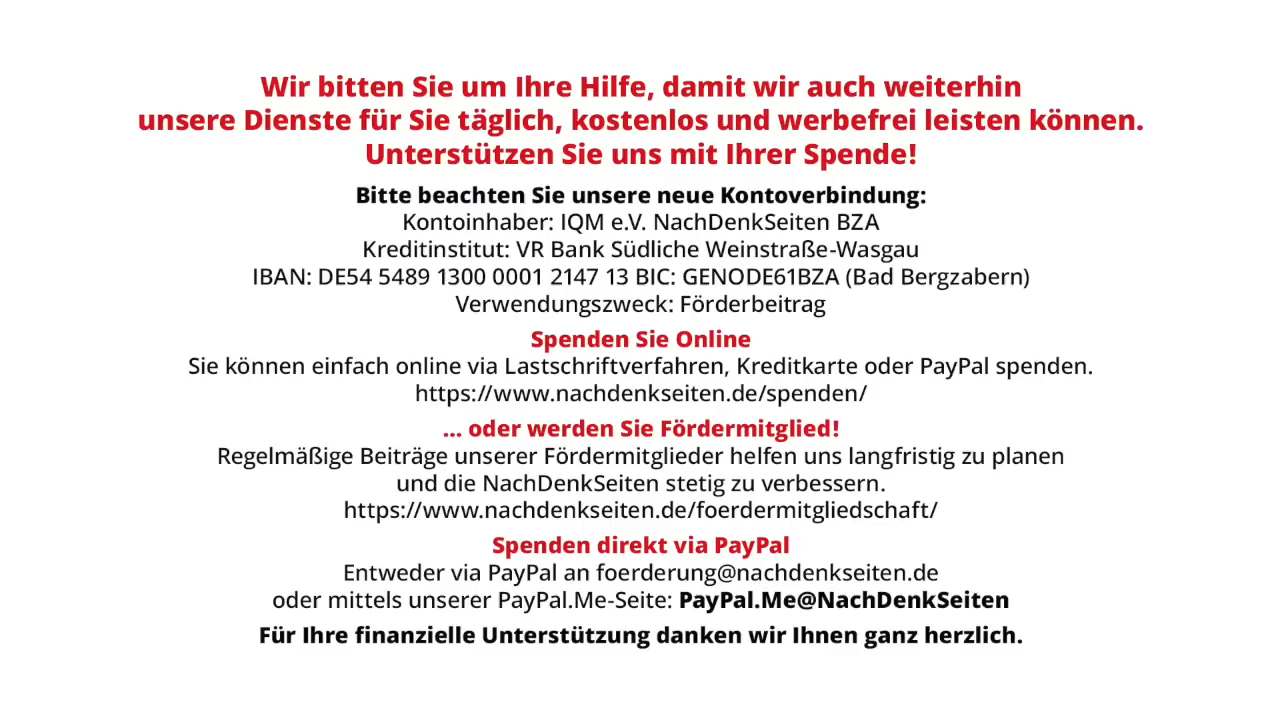 Wir bitten Sie um Ihre Hilfe, damit wir auch weiterhin
unsere Dienste für Sie täglich, kostenlos und werbefrei leisten können.
Unterstützen Sie uns mit Ihrer Spende!
Bitte beachten Sie unsere neue Kontoverbindung:
Kontoinhaber: IQM e.V. NachDenkSeiten BZA
Kreditinstitut: VR Bank Südliche Weinstraße-Wasgau
IBAN: DE54 5489 1300 0001 2147 13 BIC: GENODE61BZA (Bad Bergzabern)
Verwendungszweck: Förderbeitrag
Spenden Sie Online
Sie können einfach online via Lastschriftverfahren, Kreditkarte oder PayPal spenden.
https://www.nachdenkseiten.de/spenden/
... oder werden Sie Fördermitglied!
Regelmäßige Beiträge unserer Fördermitglieder helfen uns langfristig zu planen
und die NachDenkSeiten stetig zu verbessern.
https://www.nachdenkseiten.de/foerdermitgliedschaft/
Spenden direkt via PayPal
Entweder via PayPal an foerderung@nachdenkseiten.de
oder mittels unserer PayPal.Me-Seite: PayPal.Me@NachDenkSeiten
Für Ihre finanzielle Unterstützung danken wir Ihnen ganz herzlich.